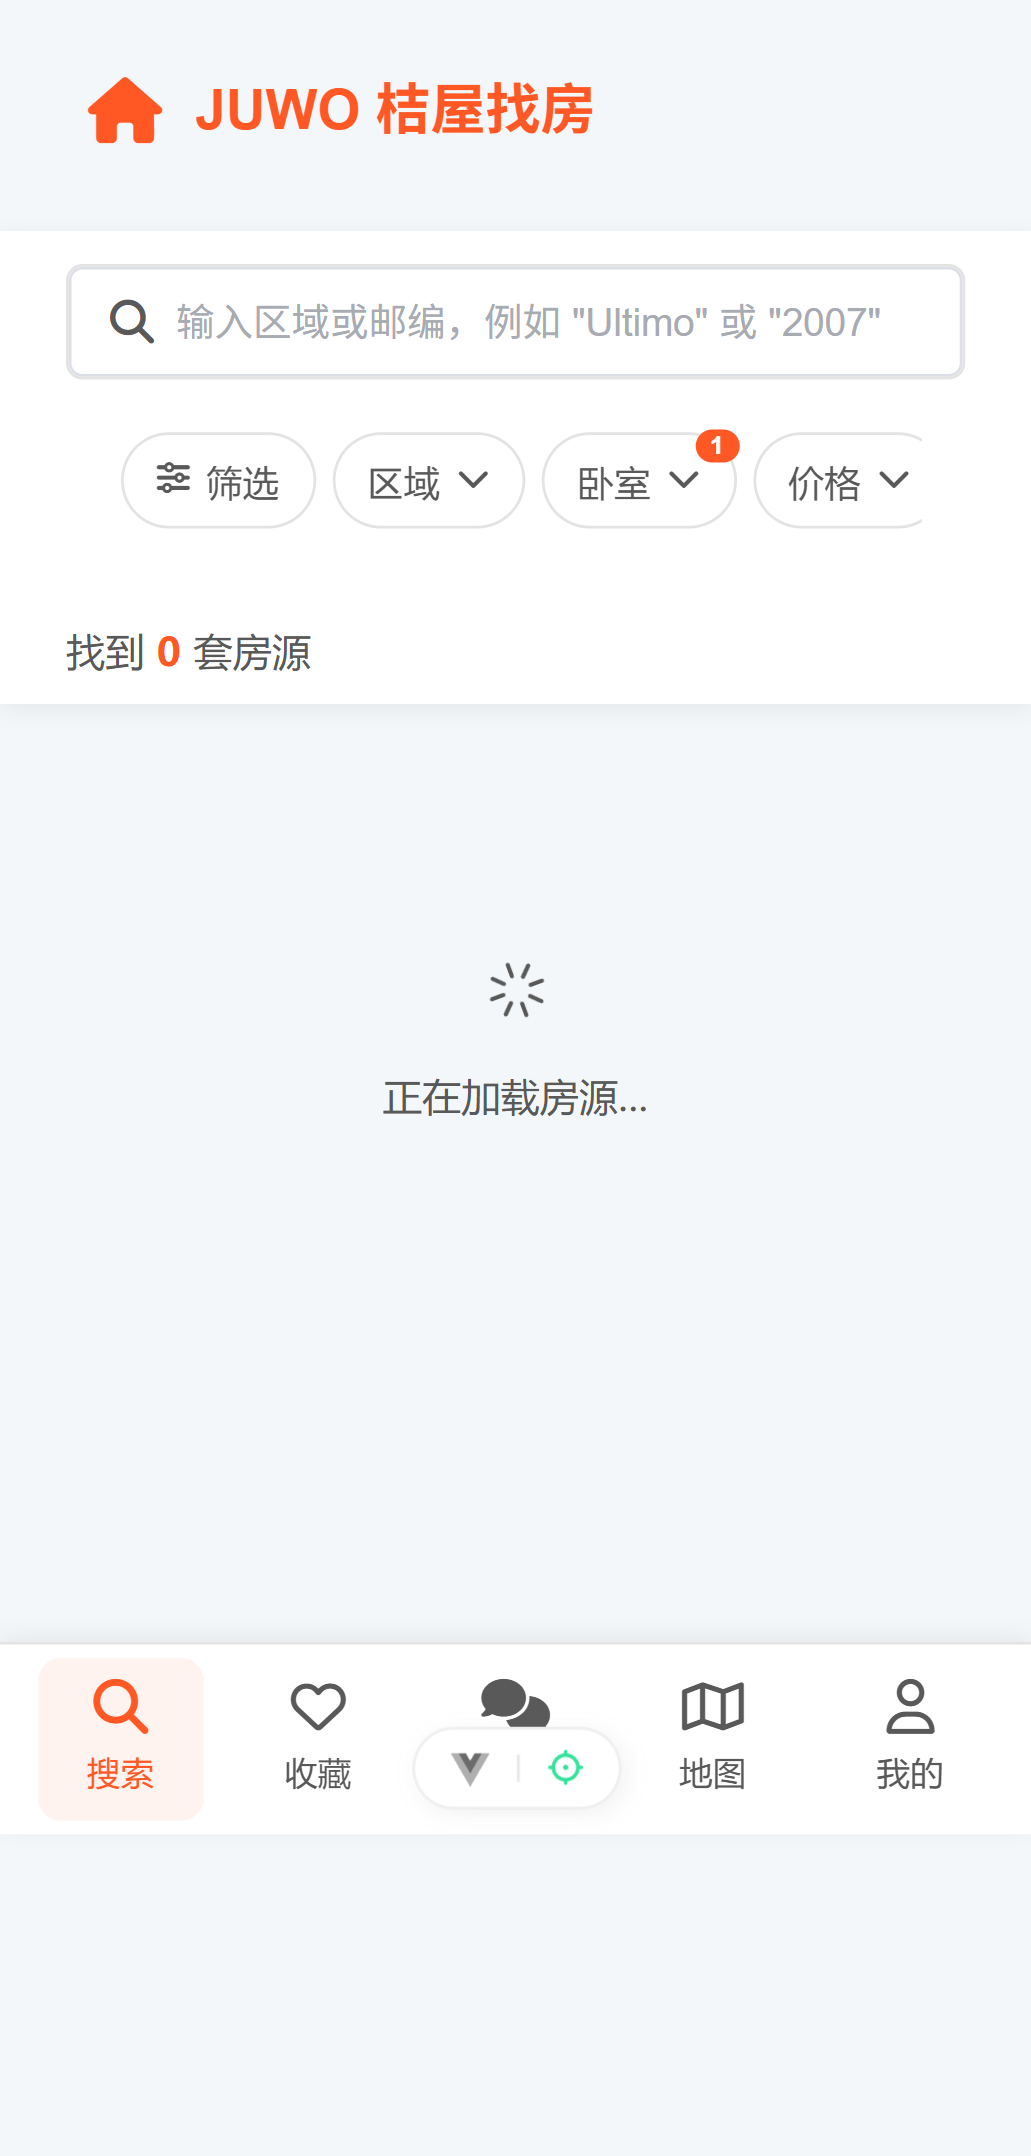 JUWO 桔屋找房
输入区域或邮编，例如 "Ultimo" 或 "2007"
筛选 区域 卧室 1 价格
找到 0 套房源
正在加载房源...
搜索 收藏 地图 我的